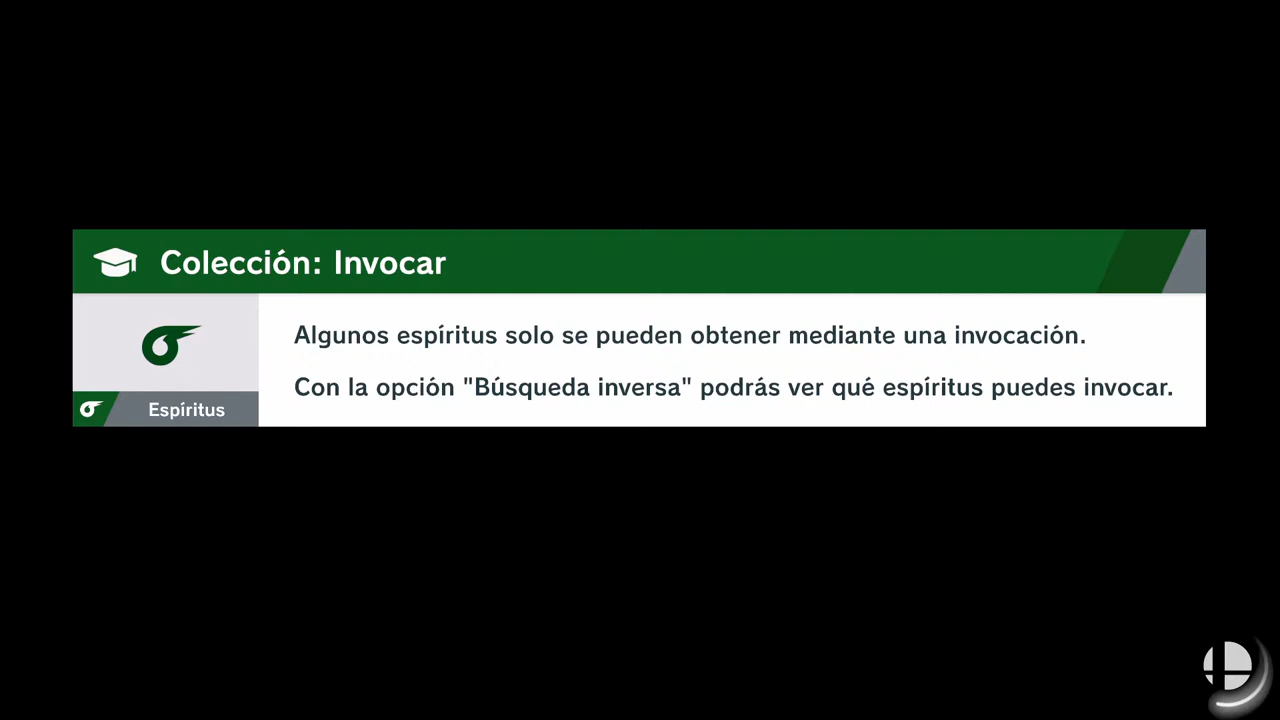 Colección: Invocar
Algunos espíritus solo se pueden obtener mediante una invocación.
Con la opción "Búsqueda inversa" podrás ver qué espíritus puedes invocar.
Espíritus